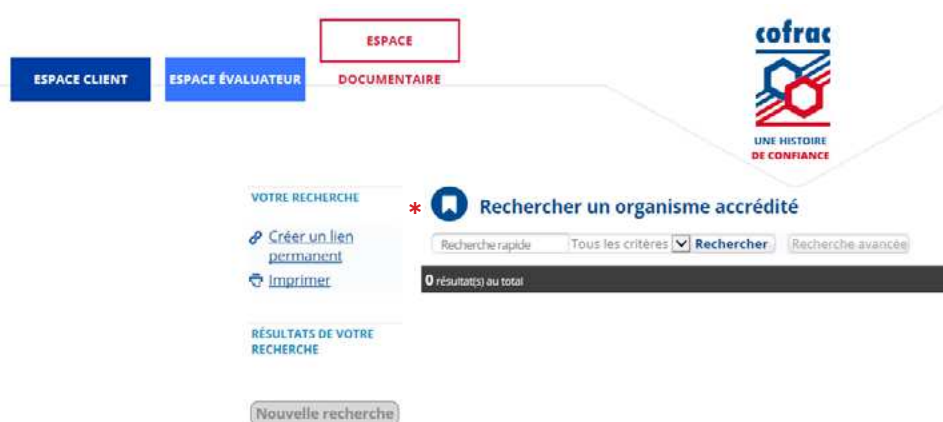 ESPACE CLIENT
ESPACE ÉVALUATEUR
ESPACE
DOCUMENTAIRE
cofrac
UNE HISTOIRE
DE CONFIANCE
VOTRE RECHERCHE
Créer un lien
permanent
Imprimer
RÉSULTATS DE VOTRE
RECHERCHE
Nouvelle recherche
* Rechercher un organisme accrédité
Recherche rapide Tous les critères Rechercher Recherche avancée
0 résultat(s) au total